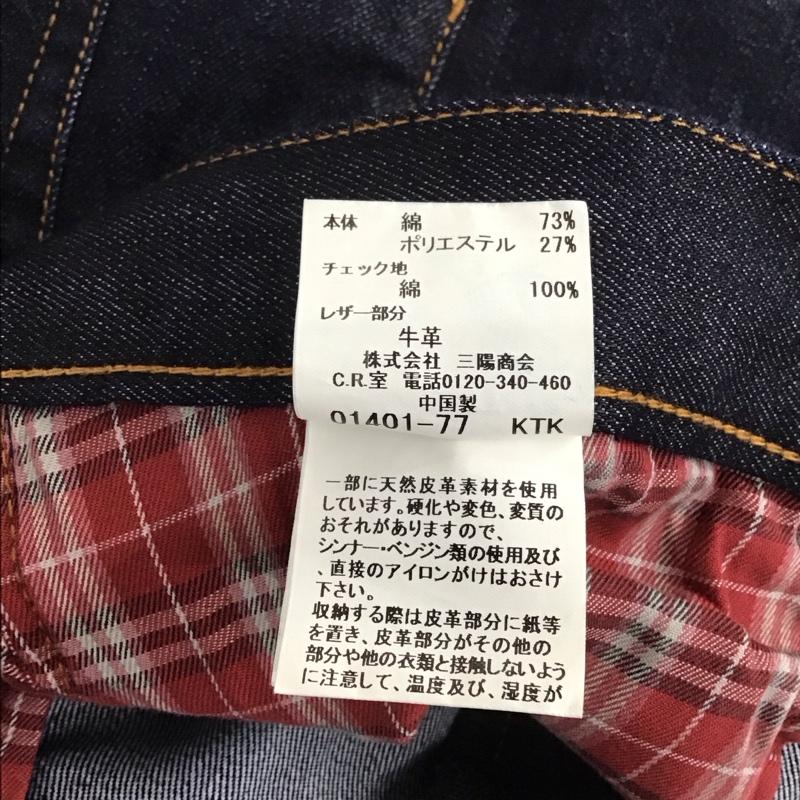 本体 綿 73%
ポリエステル 27%
チェック地
綿 100%
レザー部分
牛革
株式会社 三陽商会
C.R.室 電話0120-340-460
中国製
01401-77 KTK
一部に天然皮革素材を使用
しています。硬化や変色、変質の
おそれがありますので、
シンナー・ベンジン類の使用及び
、直接のアイロンがけはおさけ
下さい。
収納する際は皮革部分に紙等
を置き、皮革部分がその他の
部分や他の衣類と接触しないよう
に注意して、温度及び、湿度が